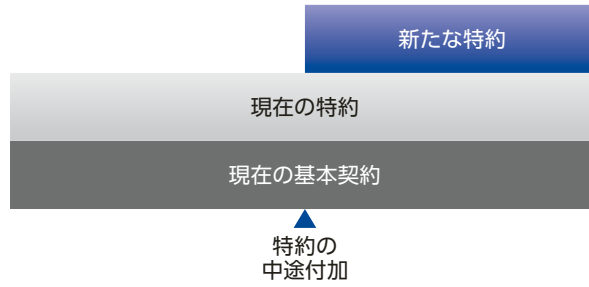 新たな特約
現在の特約
現在の基本契約
特約の
中途付加